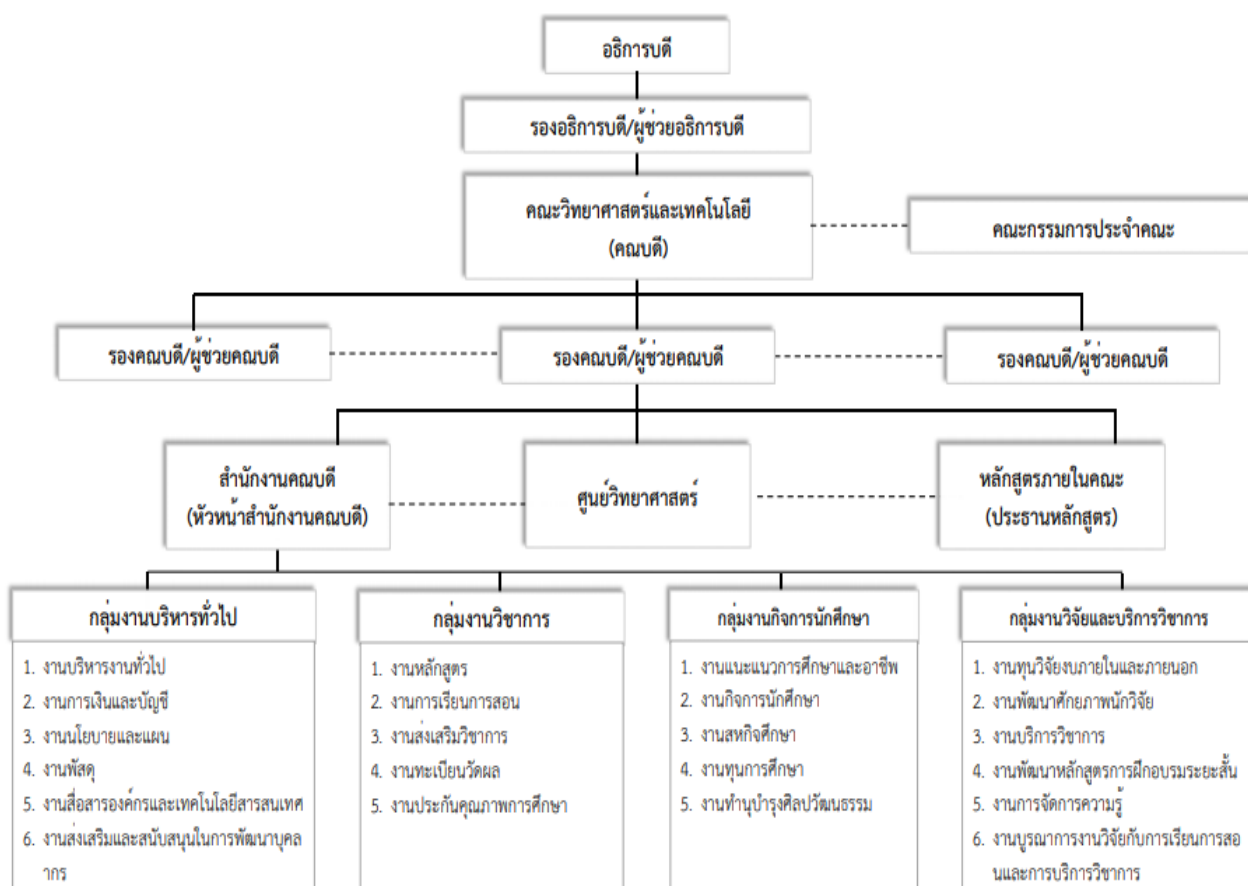 อธิการบดี
รองอธิการบดี/ผู้ช่วยอธิการบดี
คณะวิทยาศาสตร์และเทคโนโลยี
(คณบดี)
คณะกรรมการประจำคณะ
รองคณบดี/ผู้ช่วยคณบดี
รองคณบดี/ผู้ช่วยคณบดี
รองคณบดี/ผู้ช่วยคณบดี
สำนักงานคณบดี
(หัวหน้าสำนักงานคณบดี)
ศูนย์วิทยาศาสตร์
หลักสูตรภายในคณะ
(ประธานหลักสูตร)
กลุ่มงานบริหารทั่วไป
1. งานบริหารงานทั่วไป
2. งานการเงินและบัญชี
3. งานนโยบายและแผน
4. งานพัสดุ
5. งานสื่อสารองค์กรและเทคโนโลยีสารสนเทศ
6. งานส่งเสริมและสนับสนุนในการพัฒนาบุคล
ากร
กลุ่มงานวิชาการ
1. งานหลักสูตร
2. งานการเรียนการสอน
3. งานส่งเสริมวิชาการ
4. งานทะเบียนวัดผล
5. งานประกันคุณภาพการศึกษา
กลุ่มงานกิจการนักศึกษา
1. งานแนะแนวการศึกษาและอาชีพ
2. งานกิจการนักศึกษา
3. งานสหกิจศึกษา
4. งานทุนการศึกษา
5. งานทำนุบำรุงศิลปวัฒนธรรม
กลุ่มงานวิจัยและบริการวิชาการ
1. งานทุนวิจัยงบภายในและภายนอก
2. งานพัฒนาศักยภาพนักวิจัย
3. งานบริการวิชาการ
4. งานพัฒนาหลักสูตรการฝึกอบรมระยะสั้น
5. งานการจัดการความรู้
6. งานบูรณาการงานวิจัยกับการเรียนการสอ
นและการบริการวิชาการ